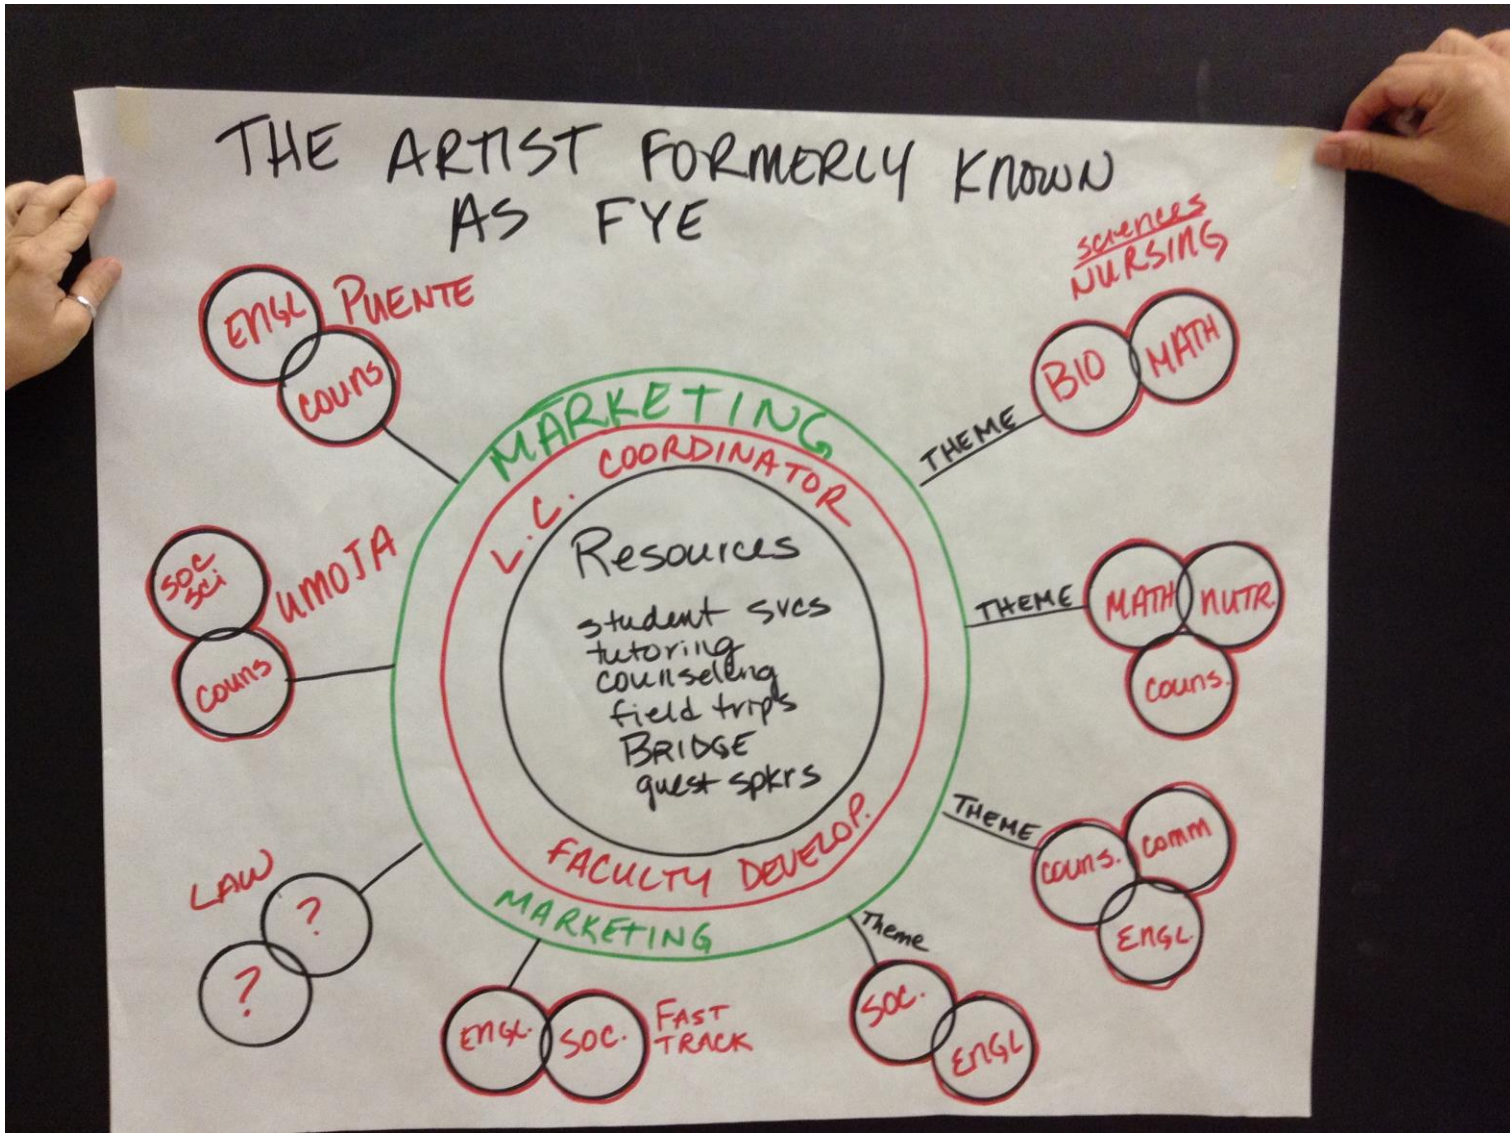 THE ARTIST FORMERLY KNOWN
AS FYE
sciences
NURSING
BIO
MATH
THEME
ENGL
PUENTE
COUNS
MARKETING
L.C. COORDINATOR
Resources
student svcs
tutoring
counseling
field trips
BRIDGE
guest spkrs
FACULTY DEVELOP.
MARKETING
SOC
SCI
UMOJA
COUNS
THEME
MATH
NUTR.
COUNS.
THEME
COUNS.
COMM
ENGL.
LAW
?
?
ENGL.
SOC.
FAST
TRACK
Theme
SOC.
ENGL